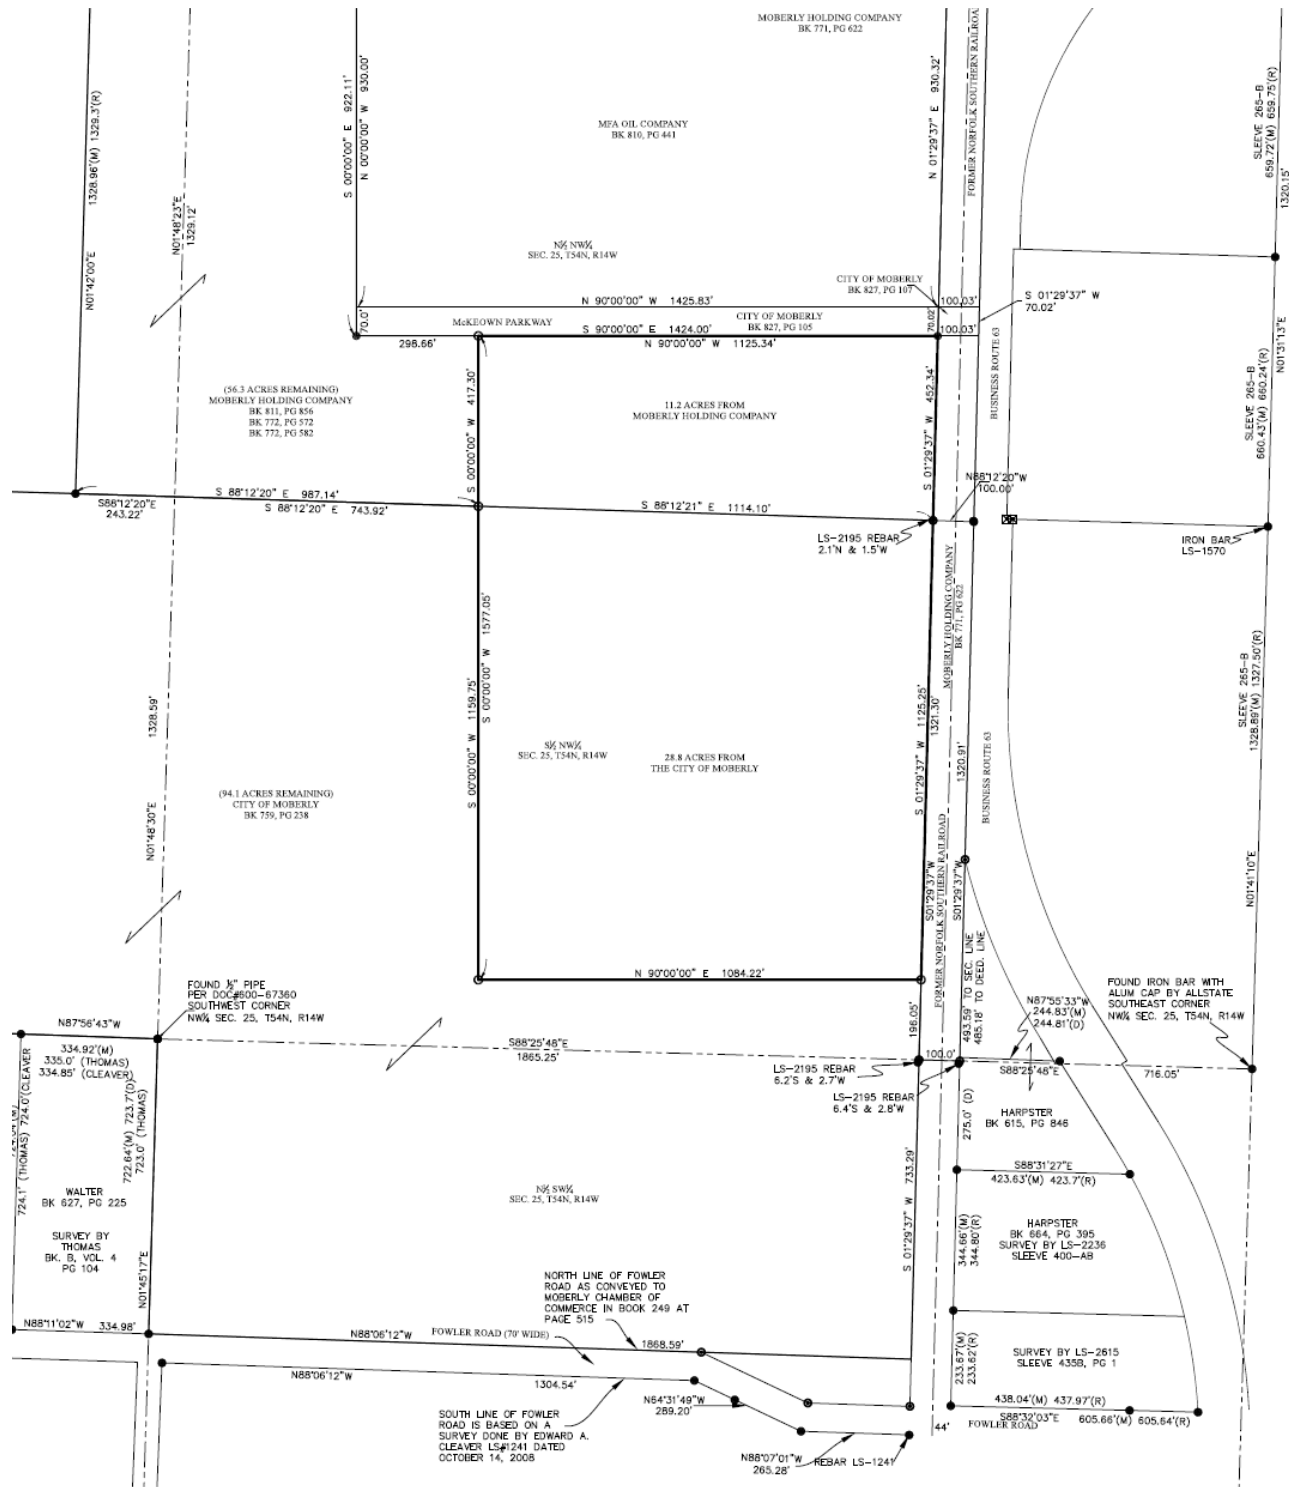 MOBERLY HOLDING COMPANY
BK 771, PG 622
FORMER NORFOLK SOUTHERN RAILROAD
1328.96'(M) 1329.3'(R)
N01°42'00"E
N01°48'23"E
1329.12'
S 00°00'00" E 922.11'
N 00°00'00" W 930.00'
MFA OIL COMPANY
BK 810, PG 441
N 01°29'37" E 930.32'
SLEEVE 265-B
659.72'(M) 659.75'(R)
1320.15'
N½ NW¼
SEC. 25, T54N, R14W
CITY OF MOBERLY
BK 827, PG 107
N 90°00'00" W 1425.83'
100.03'
S 01°29'37" W
70.02'
70.0'
McKEOWN PARKWAY
CITY OF MOBERLY
BK 827, PG 105
70.02'
S 90°00'00" E 1424.00'
100.03'
298.66'
N 90°00'00" W 1125.34'
BUSINESS ROUTE 63
N01°31'13"E
SLEEVE 265-B
660.43'(M) 660.24'(R)
(56.3 ACRES REMAINING)
MOBERLY HOLDING COMPANY
BK 811, PG 856
BK 772, PG 572
BK 772, PG 582
S 00°00'00" W 417.30'
11.2 ACRES FROM
MOBERLY HOLDING COMPANY
S 01°29'37" W 452.34'
N88°12'20"W
100.00'
S 88°12'20" E 987.14'
S88°12'20"E
243.22'
S 88°12'20" E 743.92'
S 88°12'21" E 1114.10'
LS-2195 REBAR
2.1'N & 1.5'W
IRON BAR
LS-1570
MOBERLY HOLDING COMPANY
BK 771, PG 622
S 00°00'00" W 1159.75'
S 00°00'00" W 1577.05'
SLEEVE 265-B
1328.89'(M) 1327.50'(R)
1328.59'
N01°48'30"E
S½ NW¼
SEC. 25, T54N, R14W
28.8 ACRES FROM
THE CITY OF MOBERLY
S 01°29'37" W 1125.25'
1321.30'
S01°29'37"W
1320.91'
S01°29'37"W
BUSINESS ROUTE 63
(94.1 ACRES REMAINING)
CITY OF MOBERLY
BK 759, PG 238
FORMER NORFOLK SOUTHERN RAILROAD
N01°41'10"E
N 90°00'00" E 1084.22'
493.59' TO SEC. LINE
485.18' TO DEED. LINE
FOUND ½" PIPE
PER DOC#600-67360
SOUTHWEST CORNER
NW¼ SEC. 25, T54N, R14W
FOUND IRON BAR WITH
ALUM CAP BY ALLSTATE
SOUTHEAST CORNER
NW¼ SEC. 25, T54N, R14W
N87°55'33"W
244.83'(M)
244.81'(D)
N87°56'43"W
334.92'(M)
335.0' (THOMAS)
334.85' (CLEAVER)
S88°25'48"E
1865.25'
196.05'
100.0'
S88°25'48"E
716.05'
LS-2195 REBAR
6.2'S & 2.7'W
LS-2195 REBAR
6.4'S & 2.8'W
724.1' (THOMAS) 724.0'(CLEAVER
722.64'(M) 723.7'(D)
723.0' (THOMAS)
275.0' (D)
HARPSTER
BK 615, PG 846
S88°31'27"E
423.63'(M) 423.7'(R)
WALTER
BK 627, PG 225
SURVEY BY
THOMAS
BK. B, VOL. 4
PG 104
N01°45'17"E
N½ SW¼
SEC. 25, T54N, R14W
S 01°29'37" W 733.29'
344.66'(M)
344.80'(R)
HARPSTER
BK 664, PG 395
SURVEY BY LS-2236
SLEEVE 400-AB
NORTH LINE OF FOWLER
ROAD AS CONVEYED TO
MOBERLY CHAMBER OF
COMMERCE IN BOOK 249 AT
PAGE 515
N88°11'02"W 334.98'
N88°06'12"W
FOWLER ROAD (70' WIDE)
1868.59'
N88°06'12"W
1304.54'
233.67'(M)
233.62'(R)
SURVEY BY LS-2615
SLEEVE 435B, PG 1
438.04'(M) 437.97'(R)
S88°32'03"E
605.66'(M) 605.64'(R)
FOWLER ROAD
44'
N64°31'49"W
289.20'
SOUTH LINE OF FOWLER
ROAD IS BASED ON A
SURVEY DONE BY EDWARD A.
CLEAVER LS#1241 DATED
OCTOBER 14, 2008
N88°07'01"W
265.28'
REBAR LS-1241